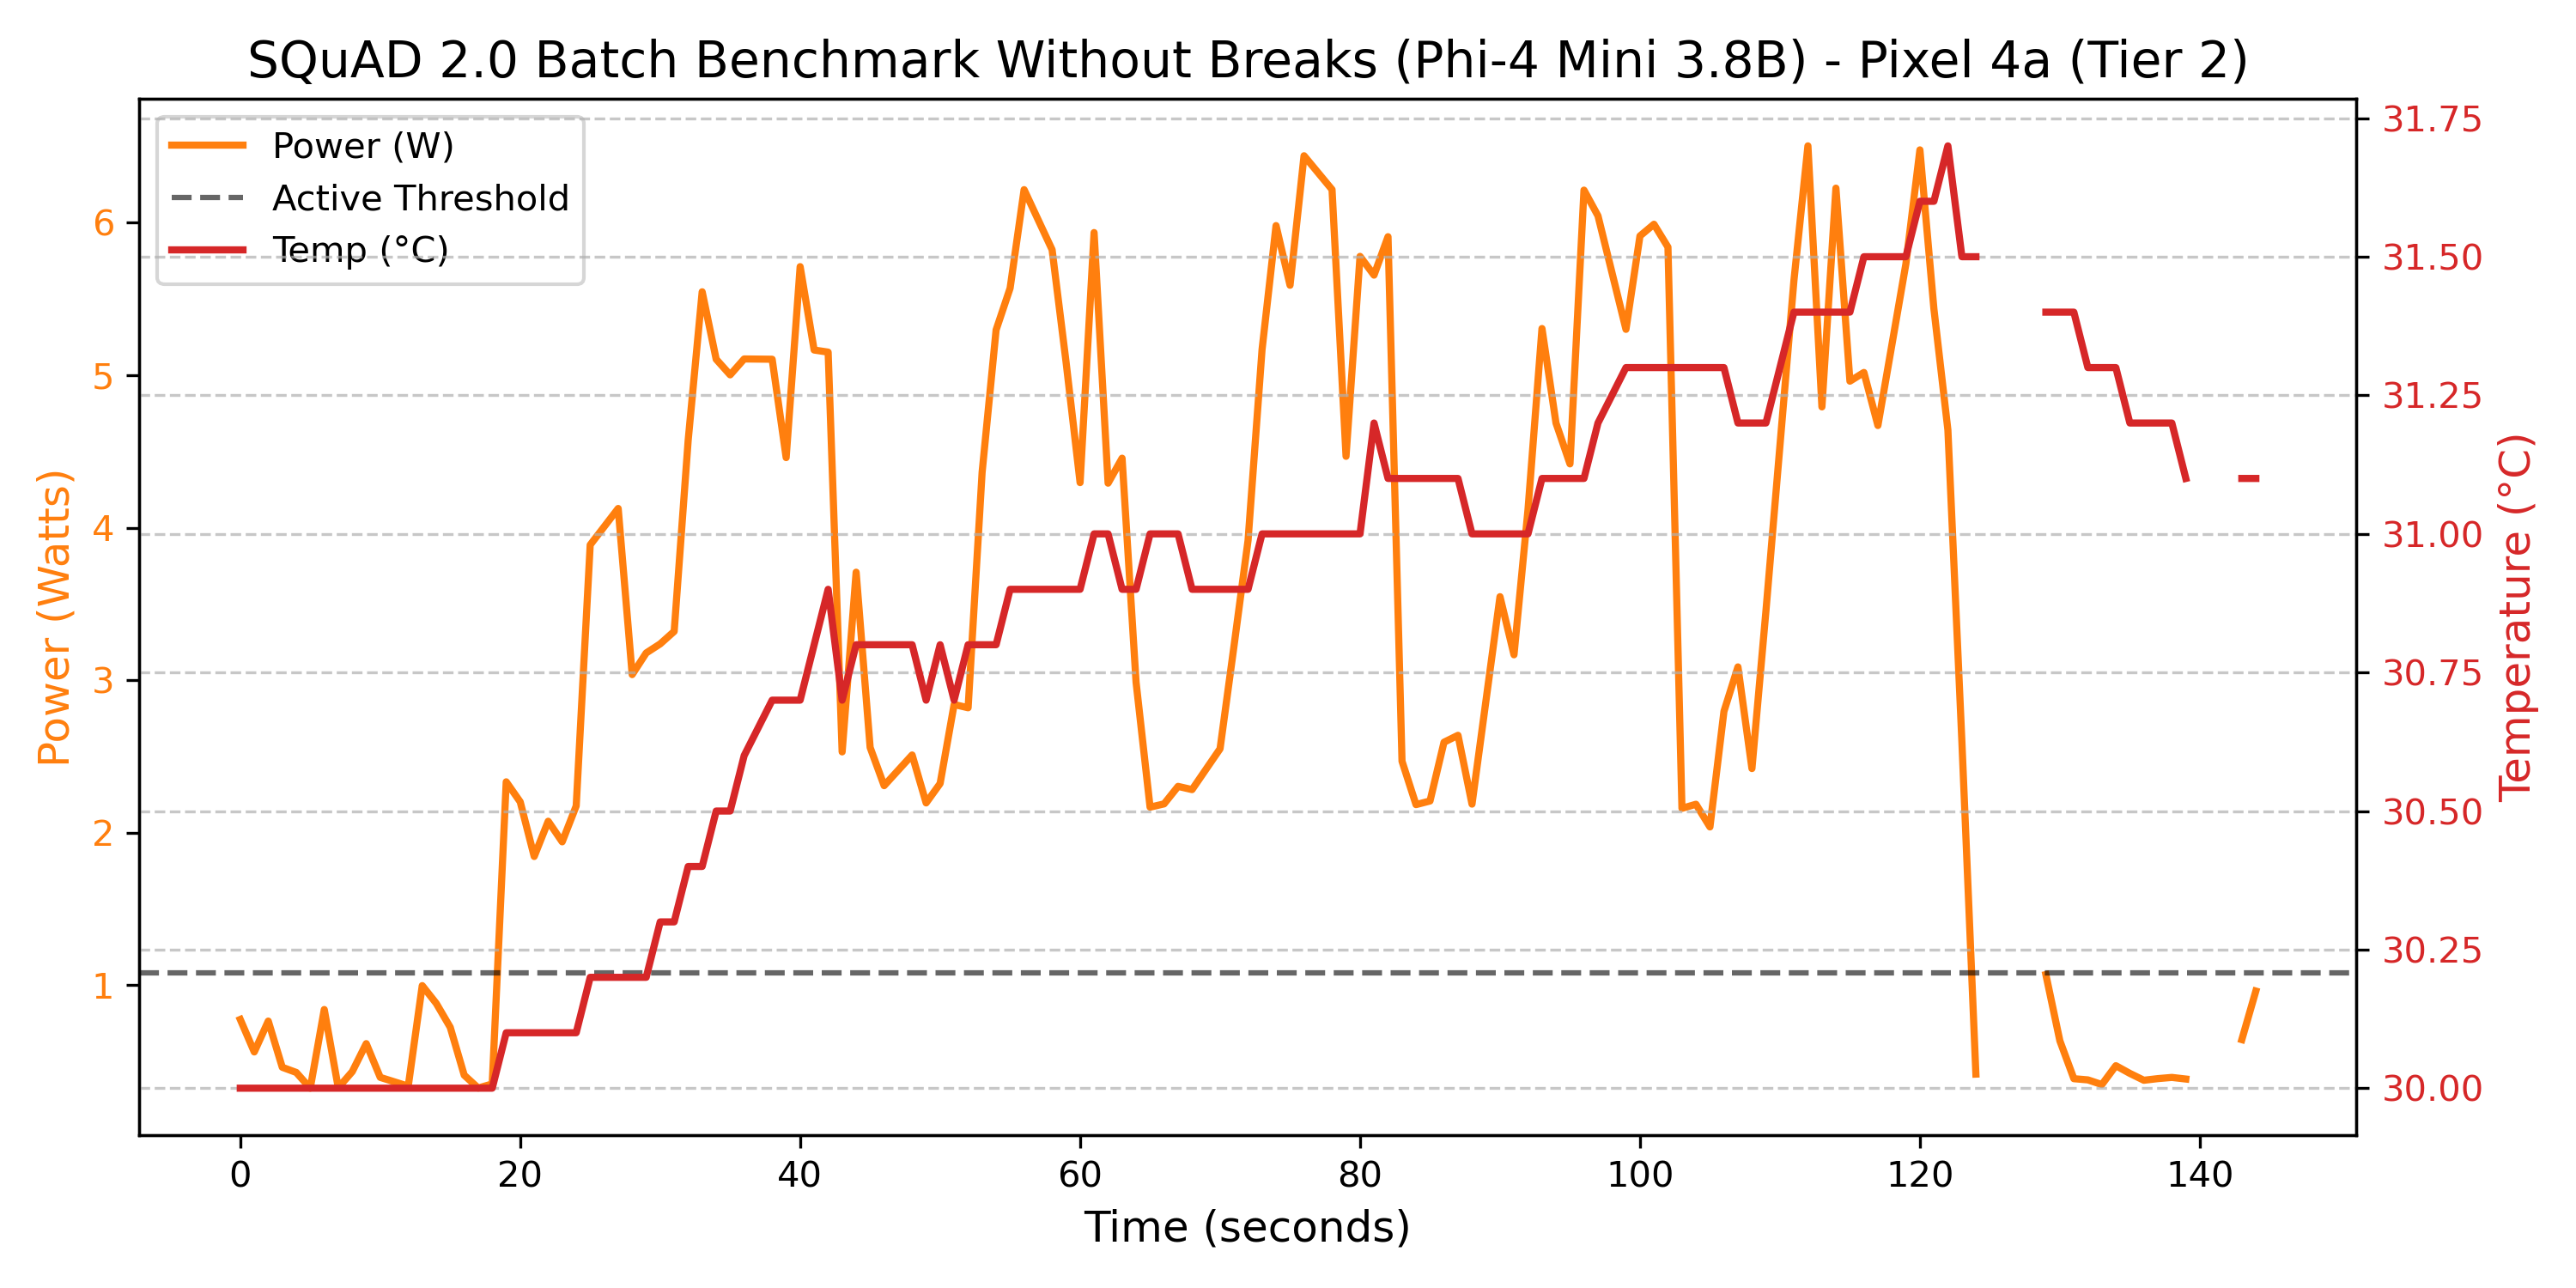 SQuAD 2.0 Batch Benchmark Without Breaks (Phi-4 Mini 3.8B) - Pixel 4a (Tier 2)
Power (W)
Active Threshold
Temp (°C)
Power (Watts)
6
5
4
3
2
1
31.75
31.50
31.25
31.00
30.75
30.50
30.25
30.00
Temperature (°C)
0 20 40 60 80 100 120 140
Time (seconds)